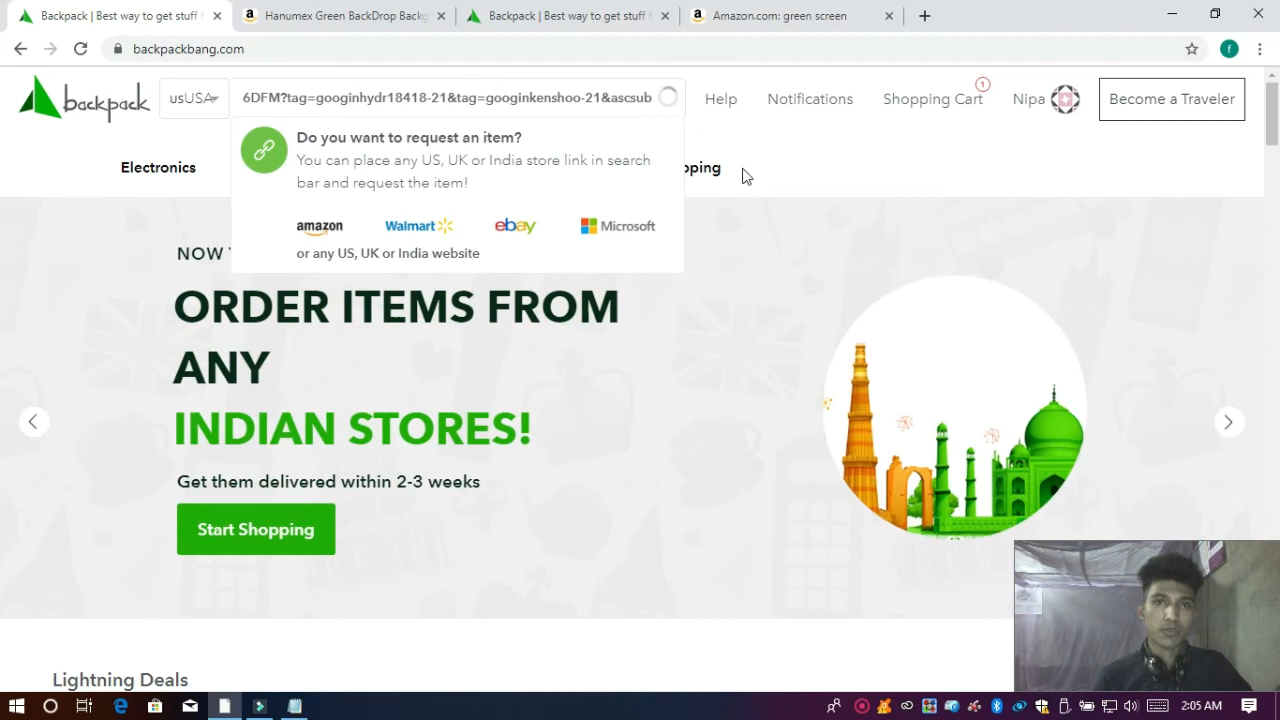 Backpack | Best way to get stuff f
Hanumex Green BackDrop Backg
Backpack | Best way to get stuff f
Amazon.com: green screen
backpackbang.com
backpack
usUSA
6DFM?tag=googinhydr18418-21&tag=googinkenshoo-21&ascsub
Help
Notifications
Shopping Cart
1
Nipa
Become a Traveler
Do you want to request an item?
You can place any US, UK or India store link in search
bar and request the item!
amazon
Walmart
ebay
Microsoft
or any US, UK or India website
Electronics
pping
NOW
ORDER ITEMS FROM
ANY
INDIAN STORES!
Get them delivered within 2-3 weeks
Start Shopping
Lightning Deals
2:05 AM